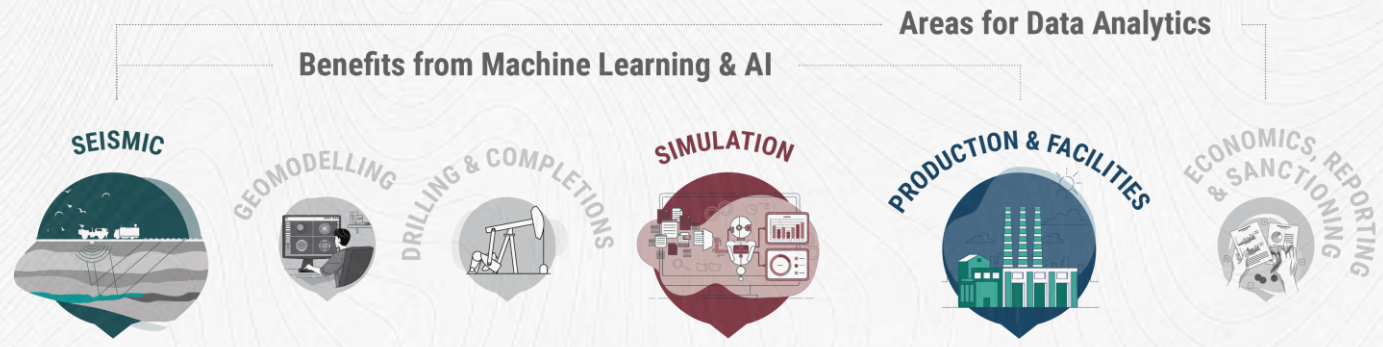 Areas for Data Analytics
Benefits from Machine Learning & AI
SEISMIC
GEOMODELLING
DRILLING & COMPLETIONS
SIMULATION
PRODUCTION & FACILITIES
ECONOMICS, REPORTING
& SANCTIONING